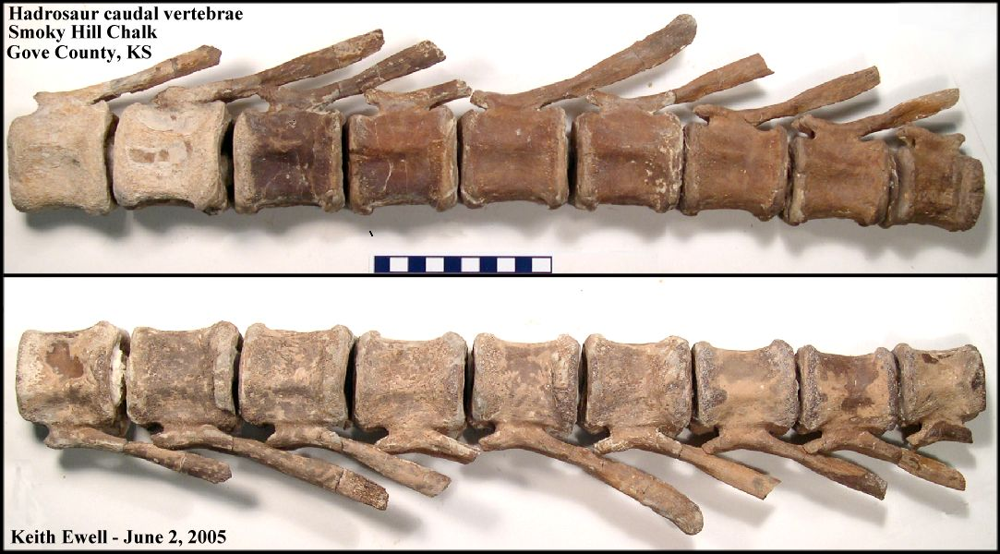 Hadrosaur caudal vertebrae
Smoky Hill Chalk
Gove County, KS
Keith Ewell - June 2, 2005